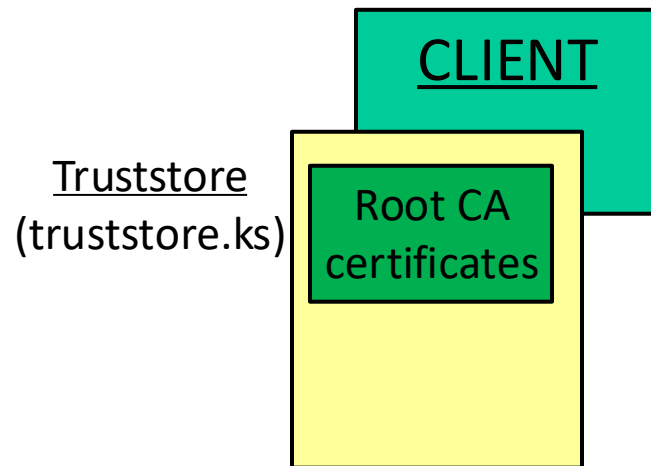 CLIENT
Truststore
(truststore.ks)
Root CA
certificates